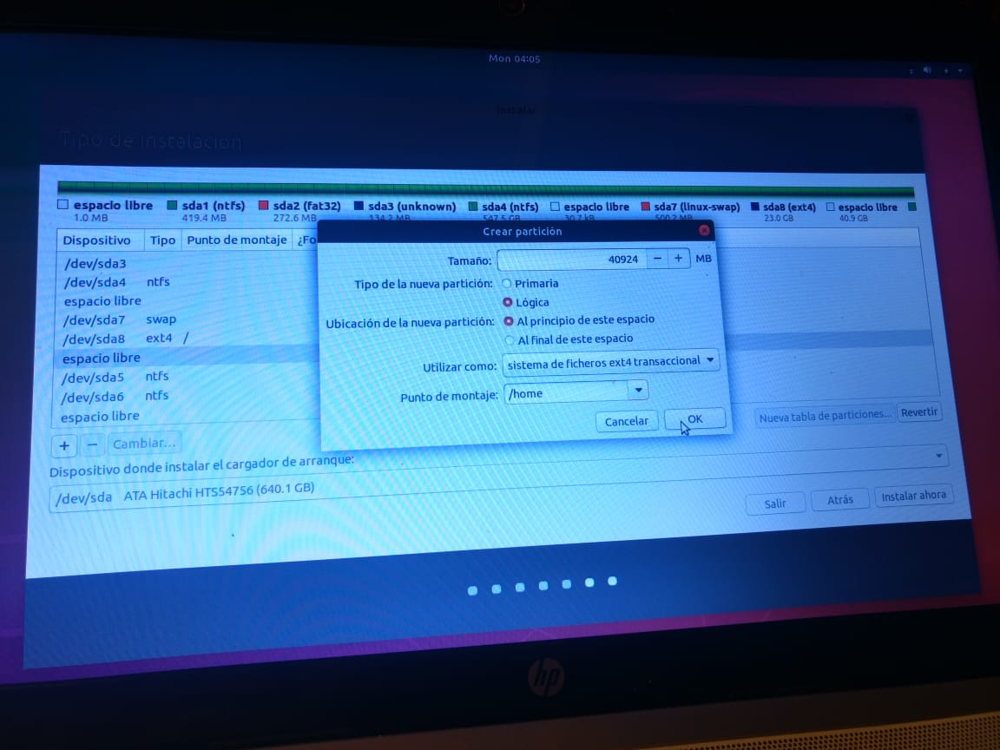 Mon 04:05
Instalar
Tipo de instalacion
espacio libre sda1 (ntfs) sda2 (fat32) sda3 (unknown) sda4 (ntfs) espacio libre sda7 (linux-swap) sda8 (ext4) espacio libre
1.0 MB 419.4 MB 272.6 MB 134.2 MB 547.5 GB 30.7 kB 500.2 MB 23.0 GB 40.9 GB
Dispositivo Tipo Punto de montaje ¿Fo
/dev/sda3
/dev/sda4 ntfs
espacio libre
/dev/sda7 swap
/dev/sda8 ext4 /
espacio libre
/dev/sda5 ntfs
/dev/sda6 ntfs
espacio libre
+ − Cambiar...
Nueva tabla de particiones... Revertir
Crear partición
Tamaño: 40924 − + MB
Tipo de la nueva partición: Primaria
Lógica
Ubicación de la nueva partición: Al principio de este espacio
Al final de este espacio
Utilizar como: sistema de ficheros ext4 transaccional
Punto de montaje: /home
Cancelar OK
Dispositivo donde instalar el cargador de arranque:
/dev/sda ATA Hitachi HTS54756 (640.1 GB)
Salir Atrás Instalar ahora
hp